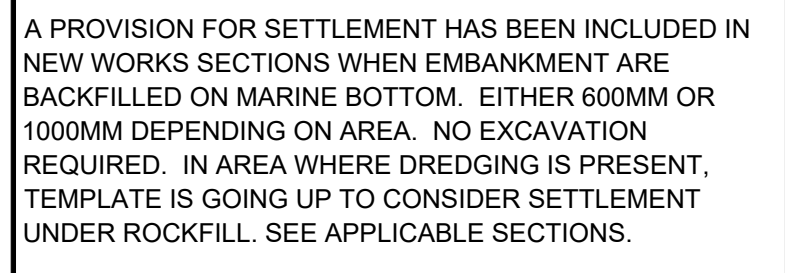 A PROVISION FOR SETTLEMENT HAS BEEN INCLUDED IN
NEW WORKS SECTIONS WHEN EMBANKMENT ARE
BACKFILLED ON MARINE BOTTOM.  EITHER 600MM OR
1000MM DEPENDING ON AREA.  NO EXCAVATION
REQUIRED.  IN AREA WHERE DREDGING IS PRESENT,
TEMPLATE IS GOING UP TO CONSIDER SETTLEMENT
UNDER ROCKFILL. SEE APPLICABLE SECTIONS.